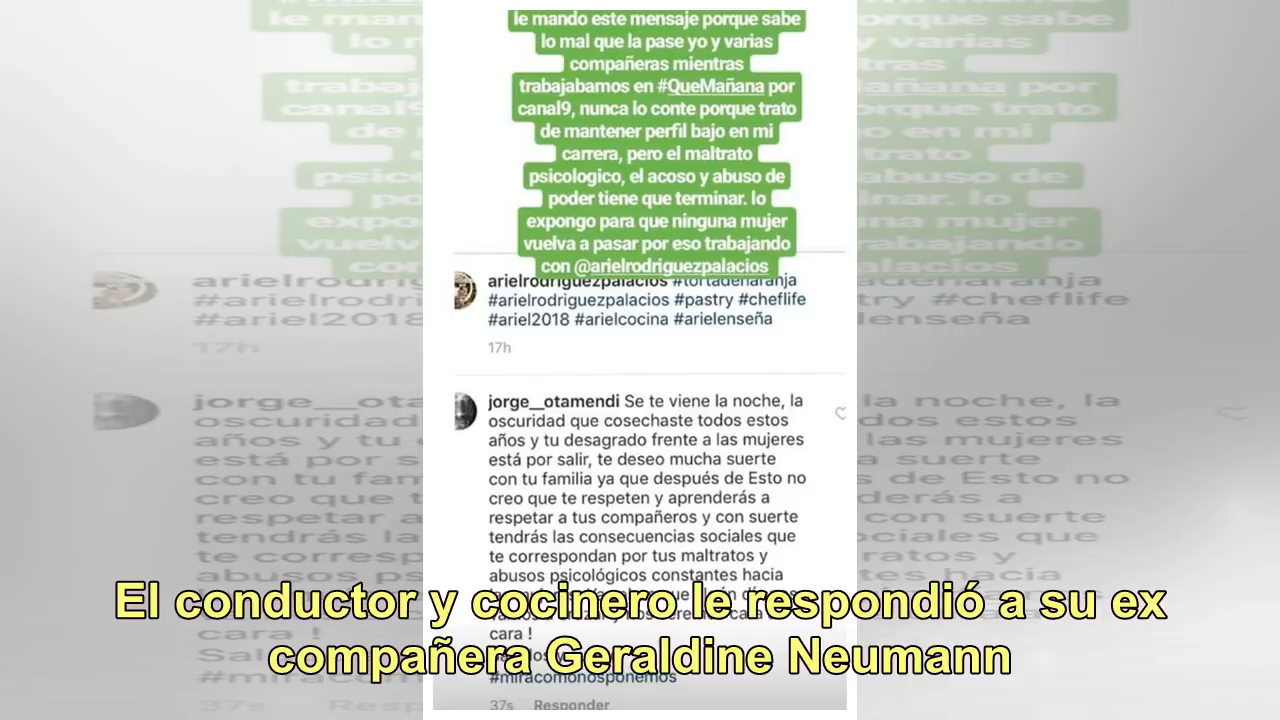 le mando este mensaje porque sabe
lo mal que la pase yo y varias
compañeras mientras
trabajabamos en #QueMañana por
canal9, nunca lo conte porque trato
de mantener perfil bajo en mi
carrera, pero el maltrato
psicologico, el acoso y abuso de
poder tiene que terminar. lo
expongo para que ninguna mujer
vuelva a pasar por eso trabajando
con @arielrodriguezpalacios
arielrodriguezpalacios #tortadenaranja
#arielrodriguezpalacios #pastry #cheflife
#ariel2018 #arielcocina #arielenseña
17h
jorge__otamendi Se te viene la noche, la
oscuridad que cosechaste todos estos
años y tu desagrado frente a las mujeres
está por salir, te deseo mucha suerte
con tu familia ya que después de Esto no
creo que te respeten y aprenderás a
respetar a tus compañeros y con suerte
tendrás las consecuencias sociales que
te correspondan por tus maltratos y
abusos psicológicos constantes hacia
cara !
#miracomonosponemos
37s Responder
El conductor y cocinero le respondió a su ex
compañera Geraldine Neumann